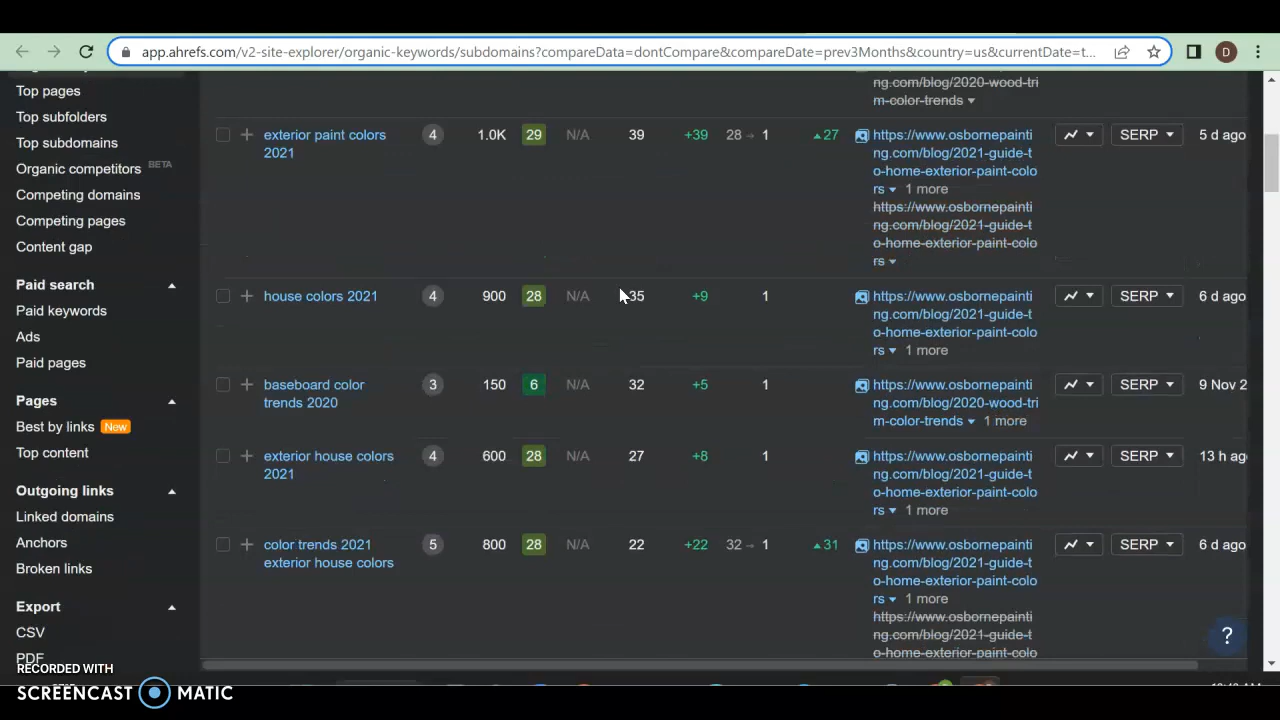 app.ahrefs.com/v2-site-explorer/organic-keywords/subdomains?compareData=dontCompare&compareDate=prev3Months&country=us&currentDate=t...
D
Top pages
Top subfolders
Top subdomains
Organic competitors BETA
Competing domains
Competing pages
Content gap
Paid search
Paid keywords
Ads
Paid pages
Pages
Best by links New
Top content
Outgoing links
Linked domains
Anchors
Broken links
Export
CSV
PDF
ng.com/blog/2020-wood-tri
m-color-trends
exterior paint colors 4 1.0K 29 N/A 39 +39 28 → 1 27 https://www.osbornepainti SERP 5 d ago
2021 ng.com/blog/2021-guide-t
o-home-exterior-paint-colo
rs 1 more
https://www.osbornepainti
ng.com/blog/2021-guide-t
o-home-exterior-paint-colo
rs
house colors 2021 4 900 28 N/A 35 +9 1 https://www.osbornepainti SERP 6 d ago
ng.com/blog/2021-guide-t
o-home-exterior-paint-colo
rs 1 more
baseboard color 3 150 6 N/A 32 +5 1 https://www.osbornepainti SERP 9 Nov 2
trends 2020 ng.com/blog/2020-wood-tri
m-color-trends 1 more
exterior house colors 4 600 28 N/A 27 +8 1 https://www.osbornepainti SERP 13 h ag
2021 ng.com/blog/2021-guide-t
o-home-exterior-paint-colo
rs 1 more
color trends 2021 5 800 28 N/A 22 +22 32 → 1 31 https://www.osbornepainti SERP 6 d ago
exterior house colors ng.com/blog/2021-guide-t
o-home-exterior-paint-colo
rs 1 more
https://www.osbornepainti
ng.com/blog/2021-guide-t
o-home-exterior-paint-colo
?
RECORDED WITH
SCREENCAST MATIC